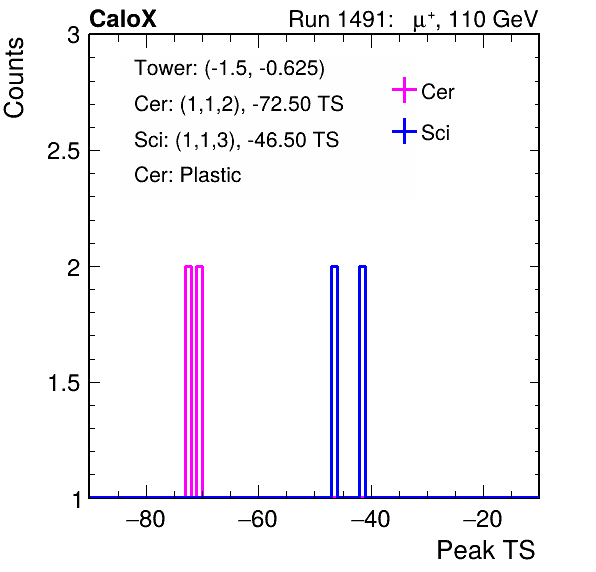 CaloX Run 1491: μ⁺, 110 GeV
Tower: (-1.5, -0.625)
Cer: (1,1,2), -72.50 TS
Sci: (1,1,3), -46.50 TS
Cer: Plastic
Cer
Sci
Counts
3
2.5
2
1.5
1
−80 −60 −40 −20
Peak TS